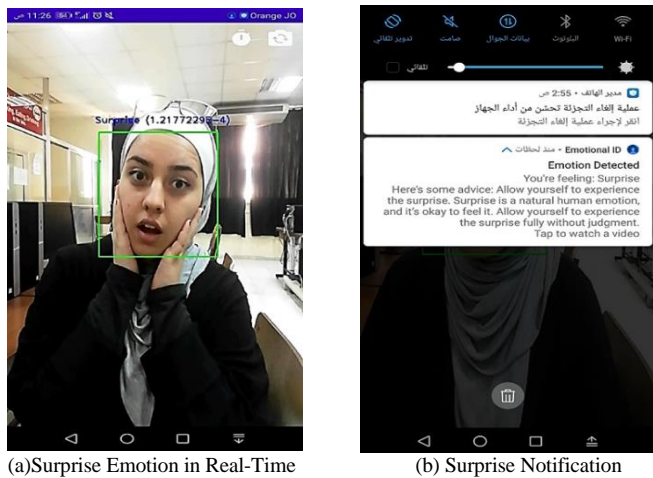 11:26 ص
Orange JO
Surprise (1.2177229E-4)
(a)Surprise Emotion in Real-Time
تدوير تلقائي
صامت
بيانات الجوال
البلوتوث
Wi-Fi
تلقائي
مدير الهاتف • 2:55 ص
عملية إلغاء التجزئة تحسّن من أداء الجهاز
انقر لإجراء عملية إلغاء التجزئة
Emotional ID • منذ لحظات
Emotion Detected
You're feeling: Surprise
Here's some advice: Allow yourself to experience
the surprise. Surprise is a natural human emotion,
and it's okay to feel it. Allow yourself to experience
the surprise fully without judgment.
Tap to watch a video
(b) Surprise Notification